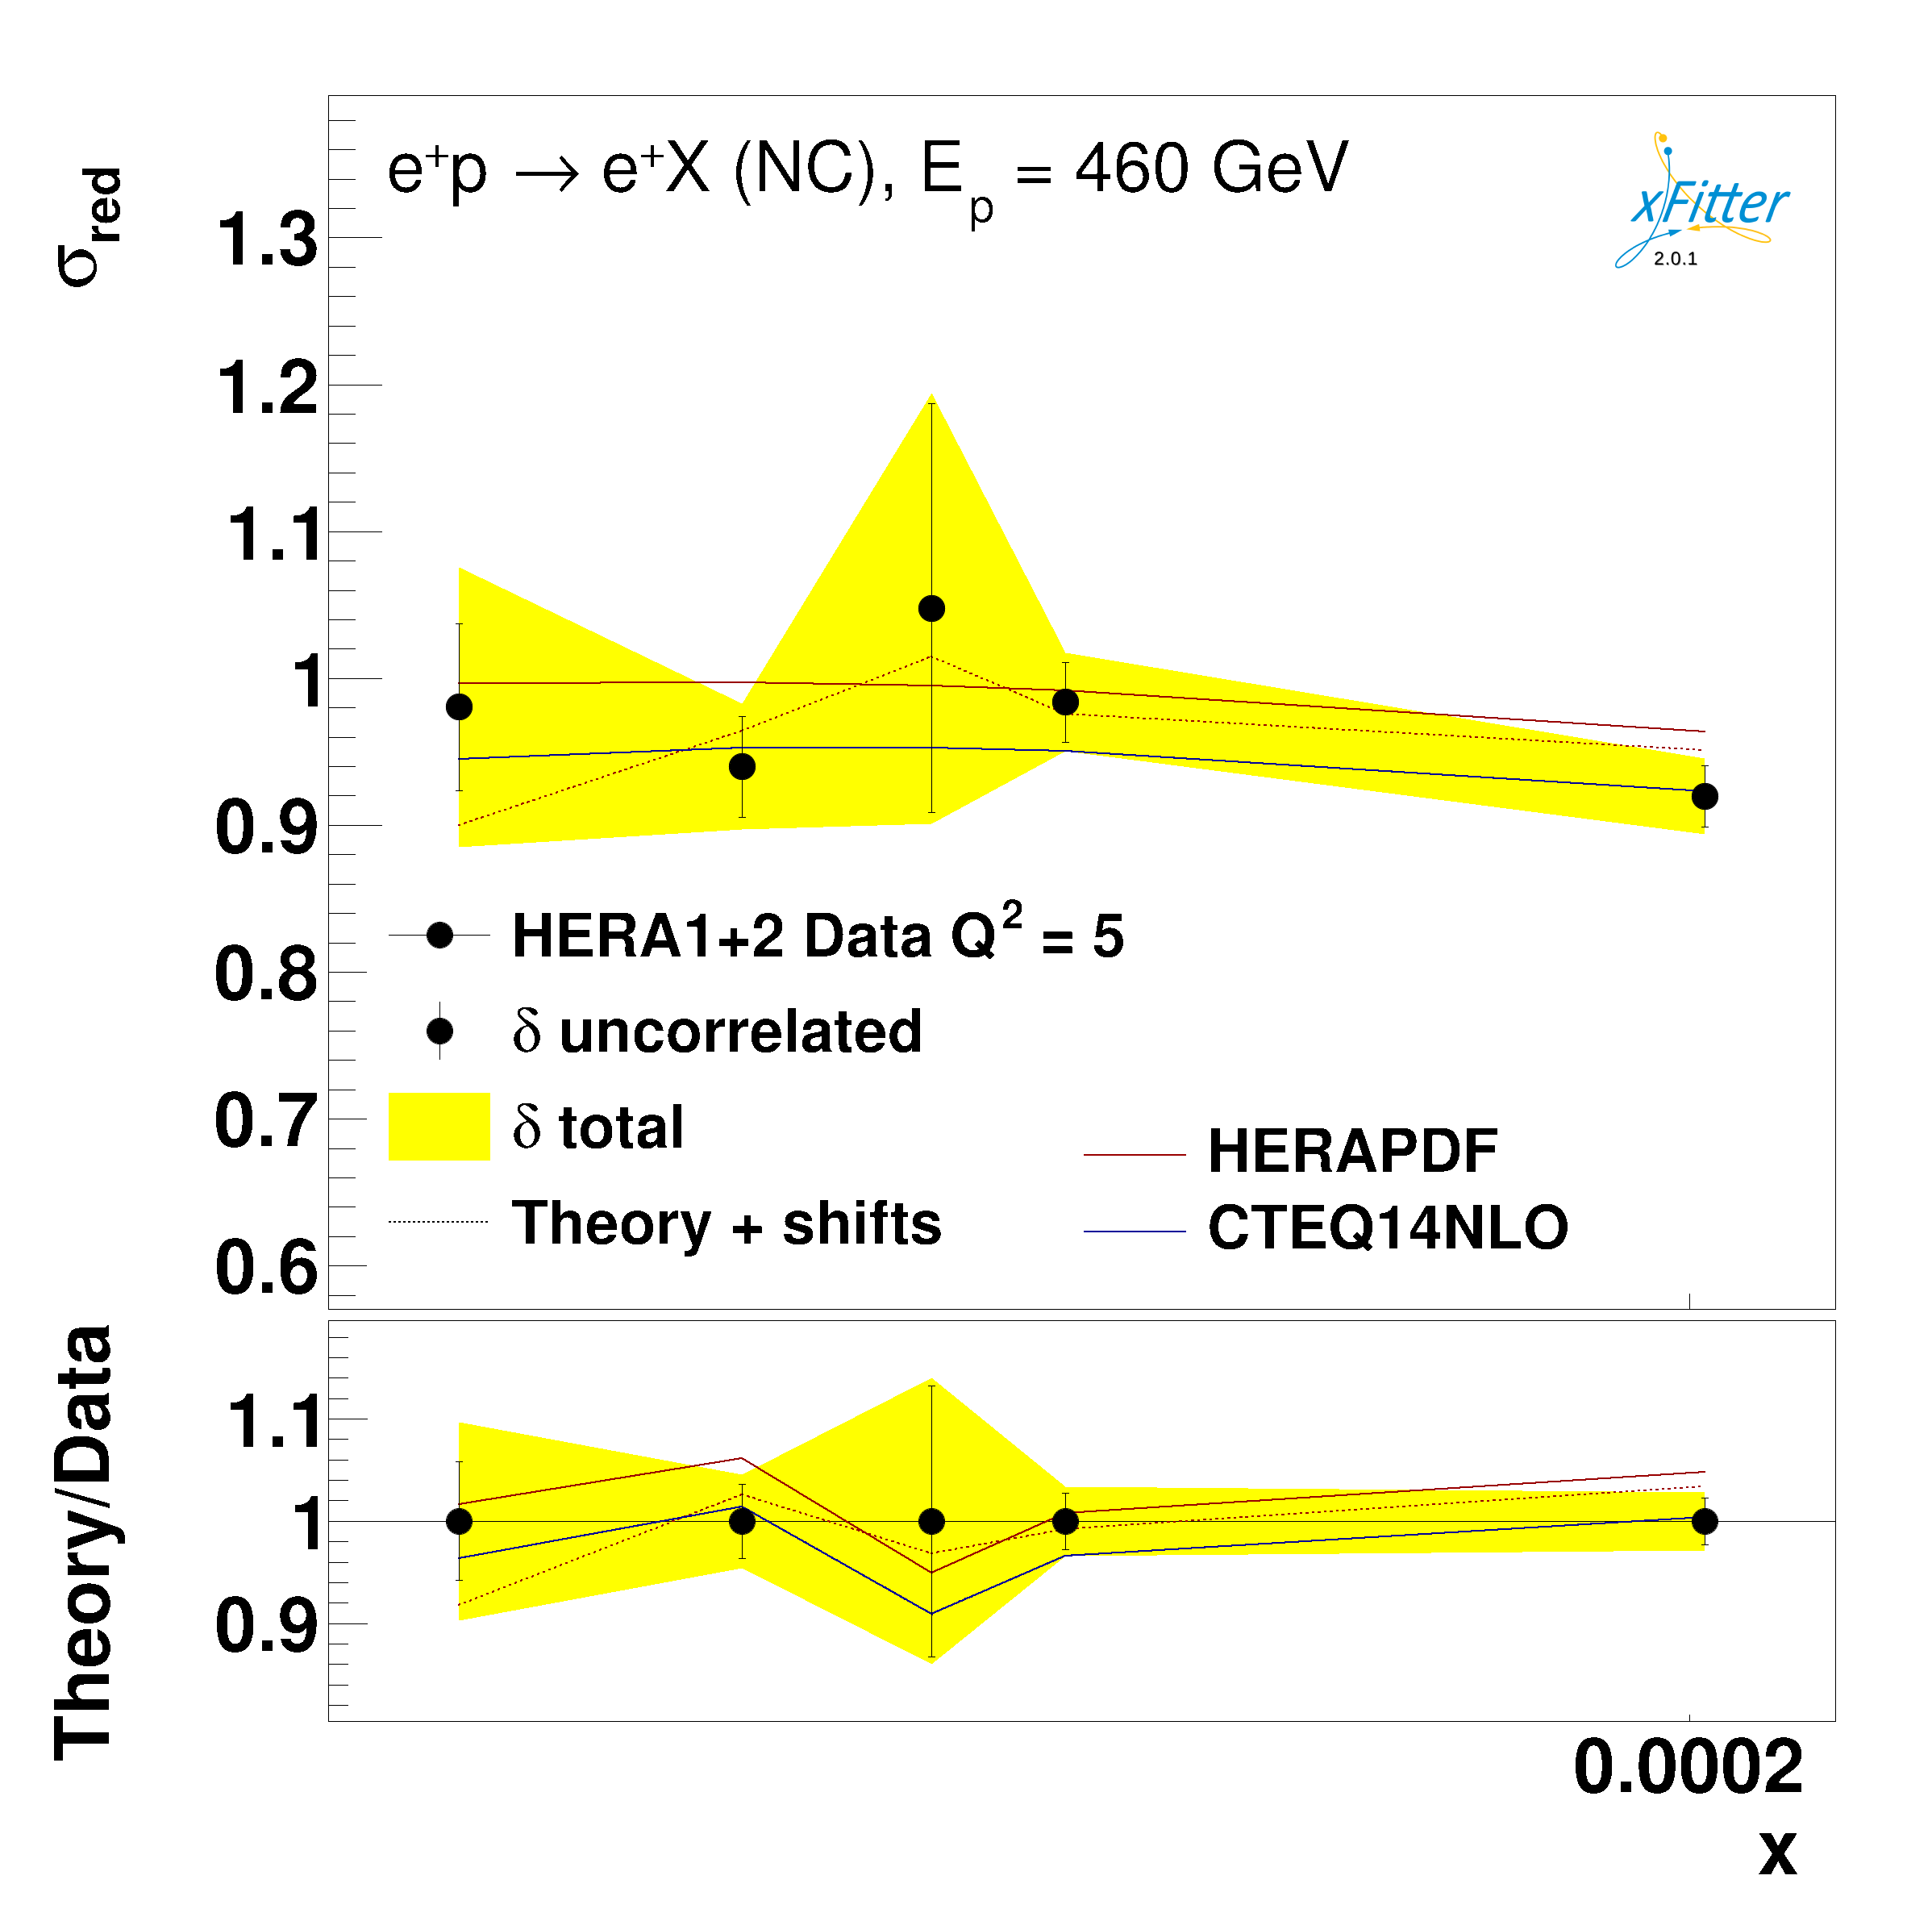 σred
e+p → e+X (NC), Ep = 460 GeV
xFitter
2.0.1
1.3
1.2
1.1
1
0.9
0.8
0.7
0.6
HERA1+2 Data Q2 = 5
δ uncorrelated
δ total
Theory + shifts
HERAPDF
CTEQ14NLO
Theory/Data
1.1
1
0.9
0.0002
x